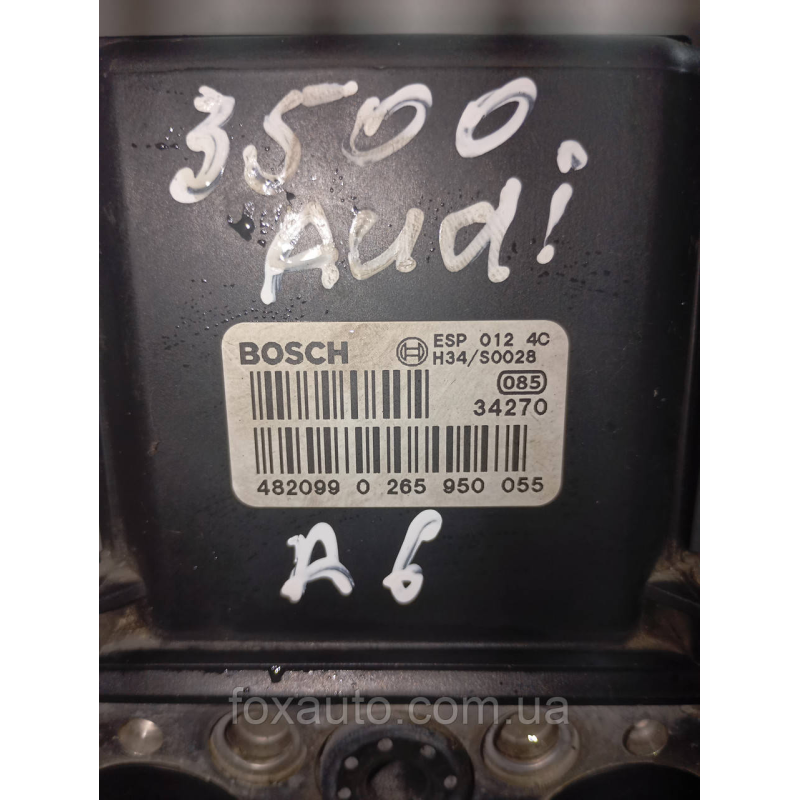 3500
Audi
BOSCH ESP 012 4C
H34/S0028
085
34270
482099 0 265 950 055
A6
foxauto.com.ua